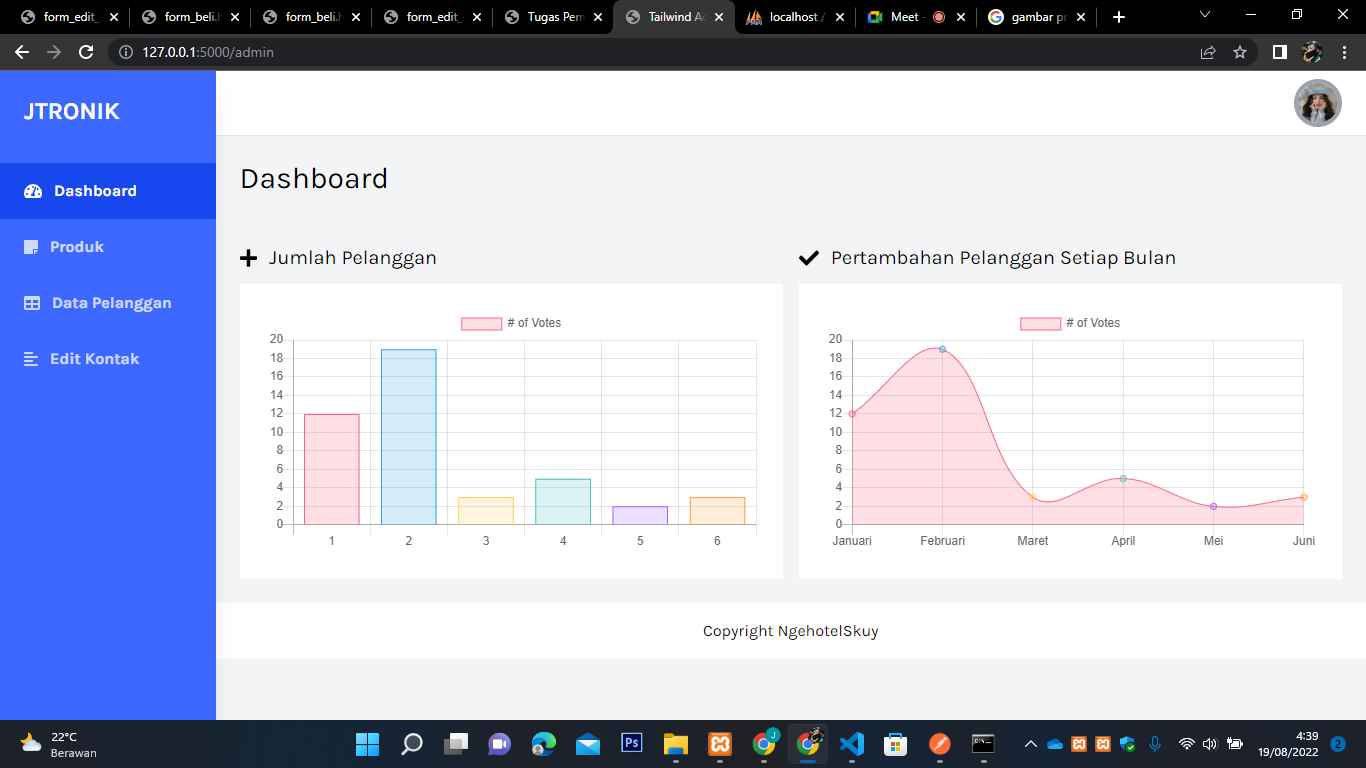 form_edit_
form_beli.h
form_beli.h
form_edit_
Tugas Pem
Tailwind Ad
localhost /
Meet -
gambar pr
127.0.0.1:5000/admin
JTRONIK
Dashboard
Produk
Data Pelanggan
Edit Kontak
Dashboard
Jumlah Pelanggan
# of Votes
20
18
16
14
12
10
8
6
4
2
0
1 2 3 4 5 6
Pertambahan Pelanggan Setiap Bulan
# of Votes
20
18
16
14
12
10
8
6
4
2
0
Januari Februari Maret April Mei Juni
Copyright NgehotelSkuy
22°C
Berawan
Ps
J
4:39
19/08/2022
2